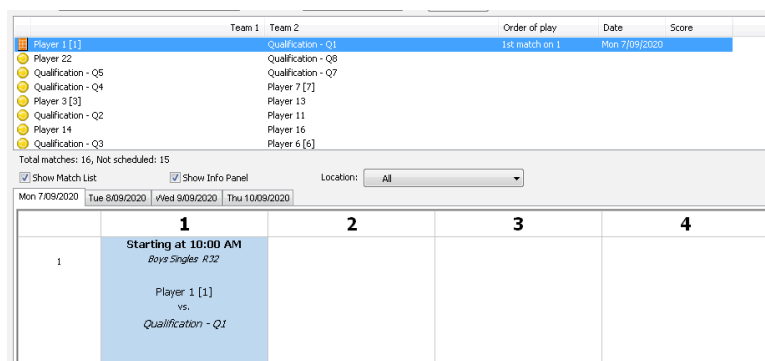 Team 1 Team 2 Order of play Date Score
Player 1 [1] Qualification - Q1 1st match on 1 Mon 7/09/2020
Player 22 Qualification - Q8
Qualification - Q5 Qualification - Q7
Qualification - Q4 Player 7 [7]
Player 3 [3] Player 13
Qualification - Q2 Player 11
Player 14 Player 16
Qualification - Q3 Player 6 [6]
Total matches: 16, Not scheduled: 15
Show Match List Show Info Panel Location: All
Mon 7/09/2020 Tue 8/09/2020 Wed 9/09/2020 Thu 10/09/2020
1 2 3 4
Starting at 10:00 AM
1 Boys Singles R32
Player 1 [1]
vs.
Qualification - Q1